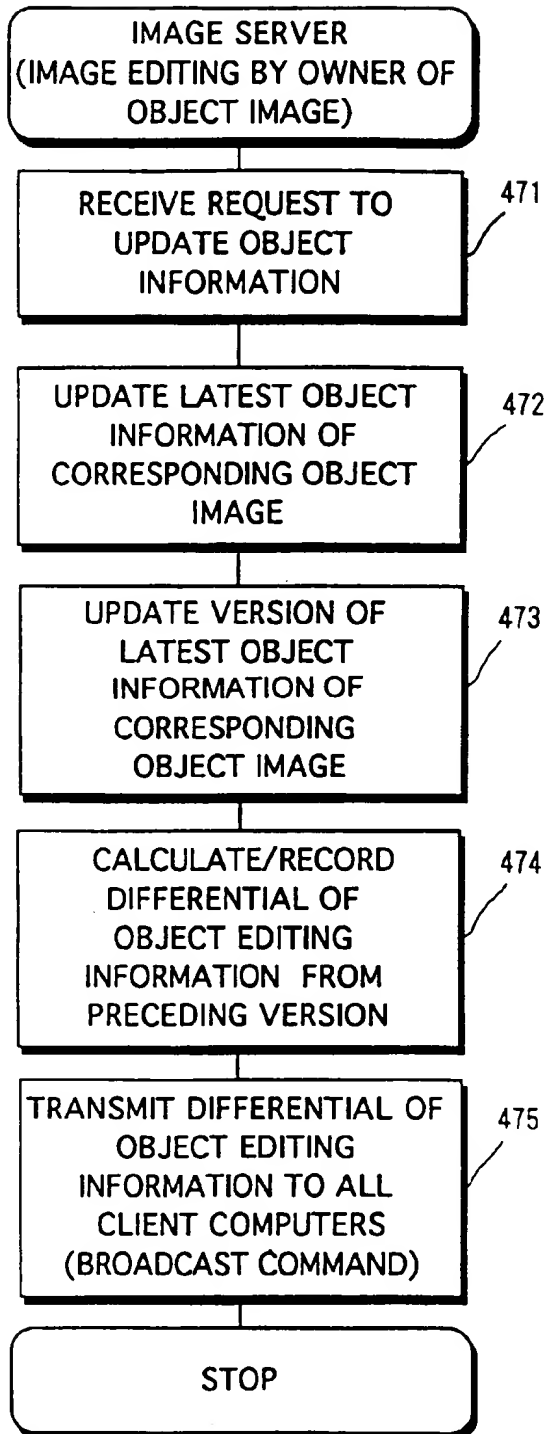 IMAGE SERVER
(IMAGE EDITING BY OWNER OF
OBJECT IMAGE)
RECEIVE REQUEST TO
UPDATE OBJECT
INFORMATION
471
UPDATE LATEST OBJECT
INFORMATION OF
CORRESPONDING OBJECT
IMAGE
472
UPDATE VERSION OF
LATEST OBJECT
INFORMATION OF
CORRESPONDING
OBJECT IMAGE
473
CALCULATE/RECORD
DIFFERENTIAL OF
OBJECT EDITING
INFORMATION FROM
PRECEDING VERSION
474
TRANSMIT DIFFERENTIAL OF
OBJECT EDITING
INFORMATION TO ALL
CLIENT COMPUTERS
(BROADCAST COMMAND)
475
STOP